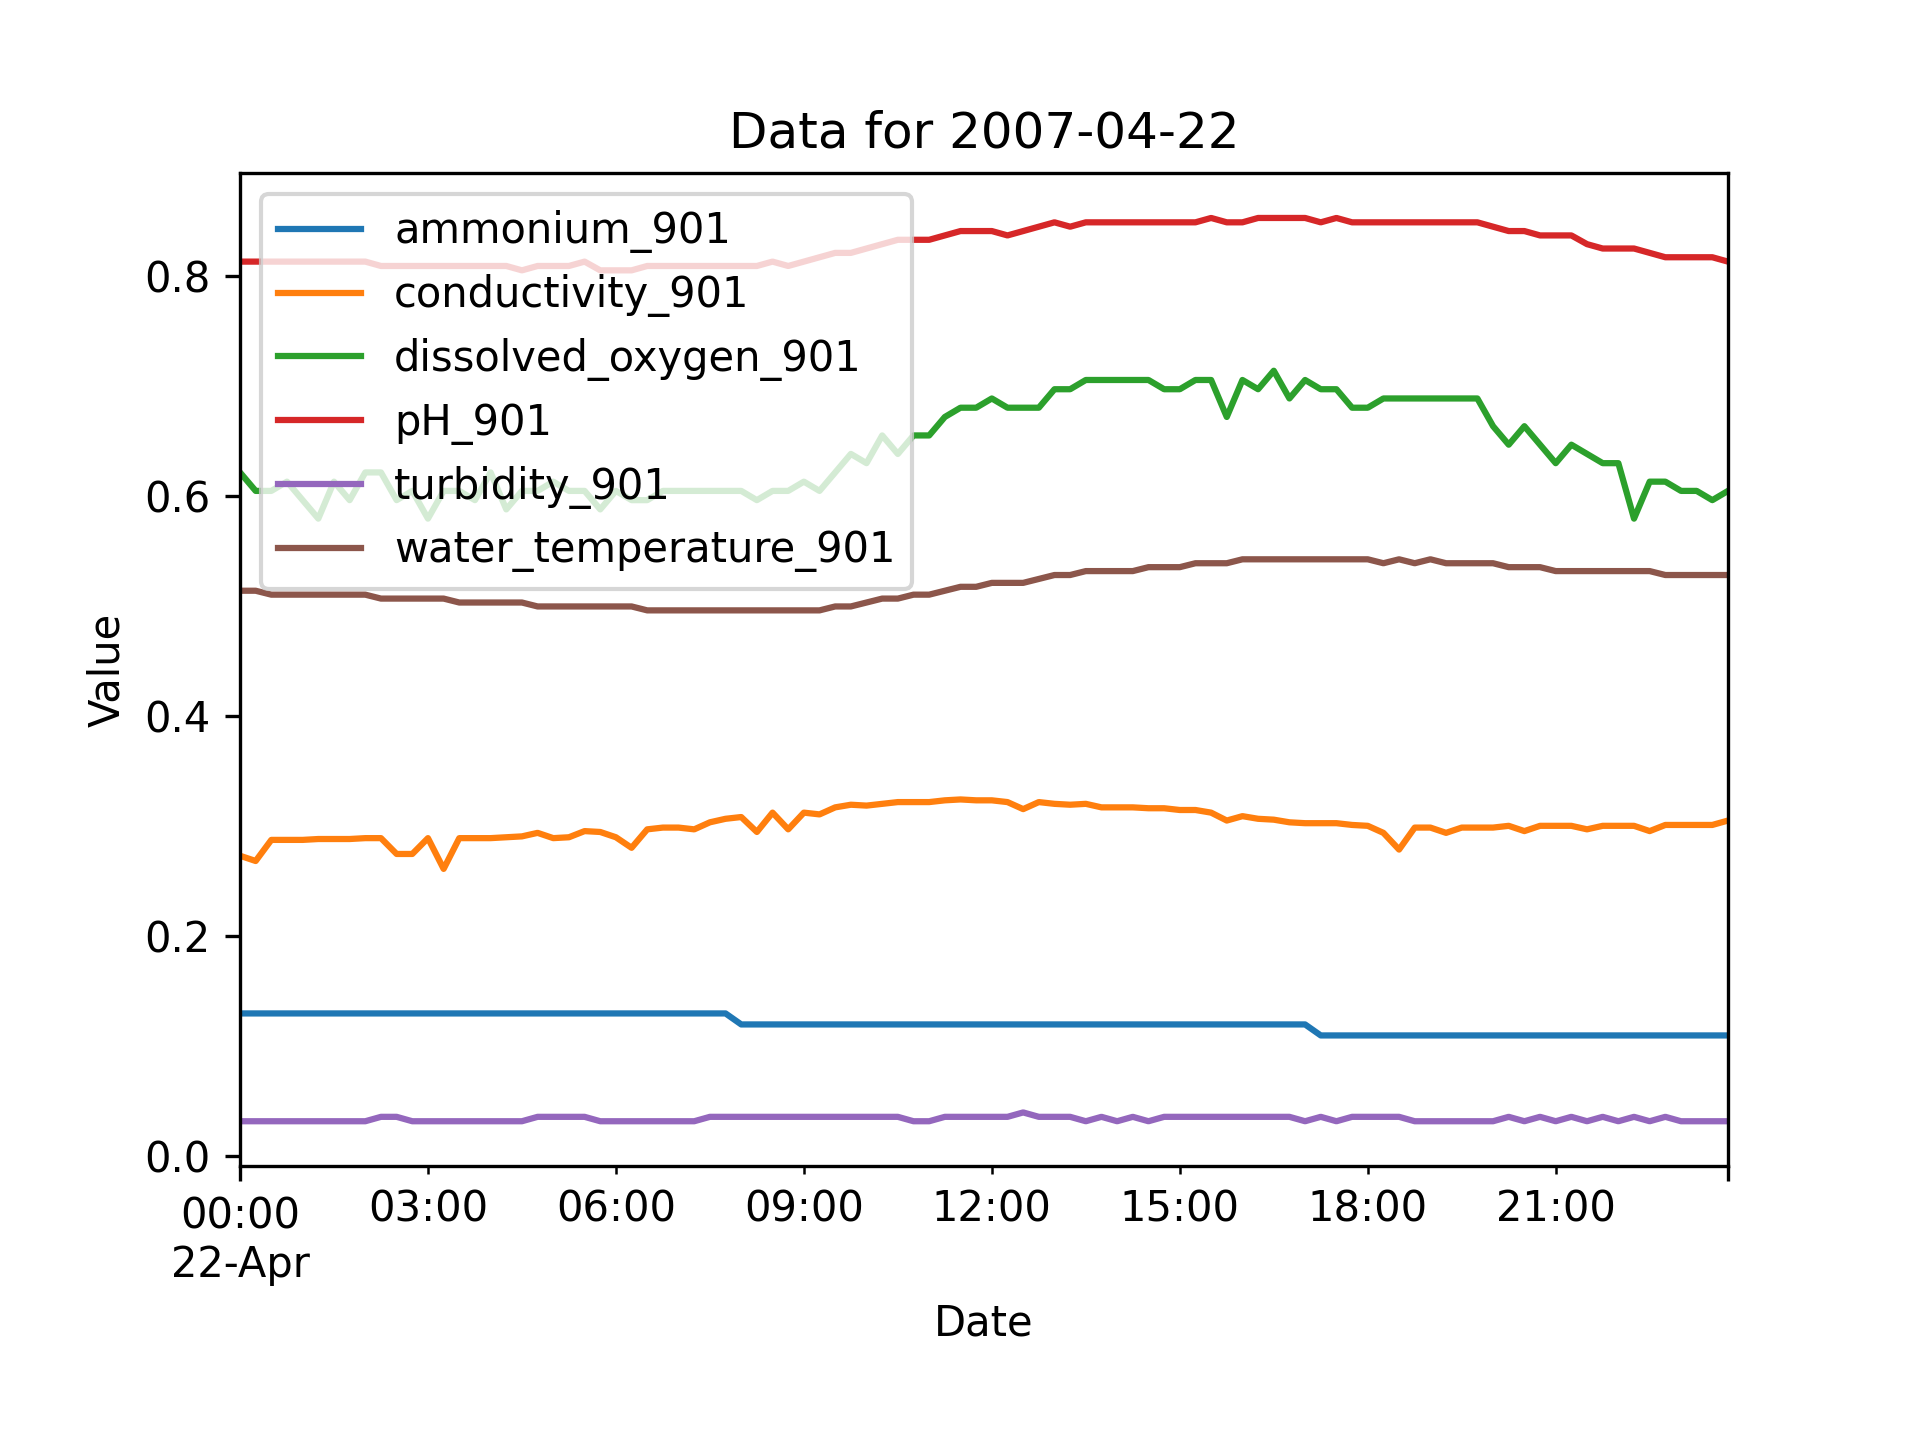 Data for 2007-04-22
ammonium_901
conductivity_901
dissolved_oxygen_901
pH_901
turbidity_901
water_temperature_901
Value
0.8
0.6
0.4
0.2
0.0
00:00 03:00 06:00 09:00 12:00 15:00 18:00 21:00
22-Apr
Date